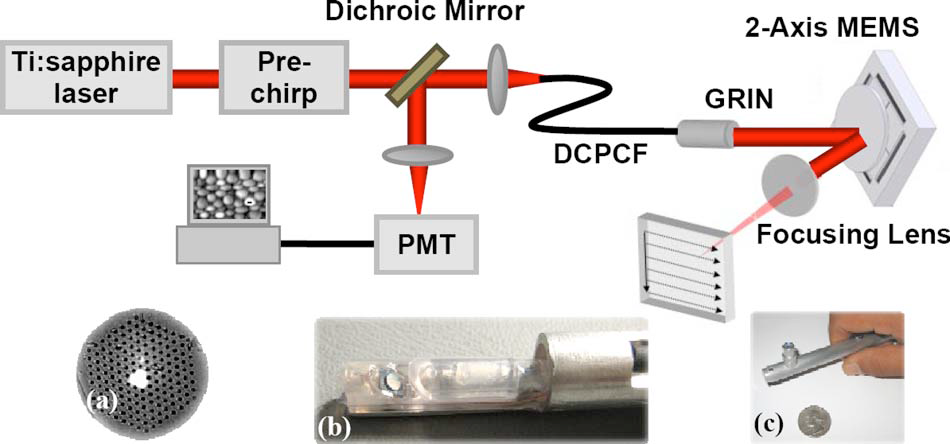 Dichroic Mirror
2-Axis MEMS
Ti:sapphire
laser
Pre-
chirp
GRIN
DCPCF
PMT
Focusing Lens
(a)
(b)
(c)